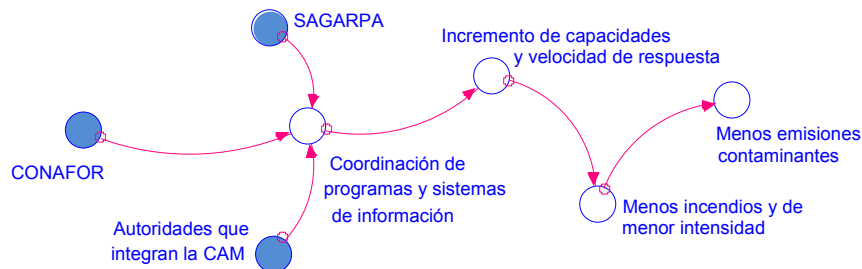 SAGARPA
Incremento de capacidades
y velocidad de respuesta
Menos emisiones
contaminantes
CONAFOR
Coordinación de
programas y sistemas
de información
Menos incendios y de
menor intensidad
Autoridades que
integran la CAM